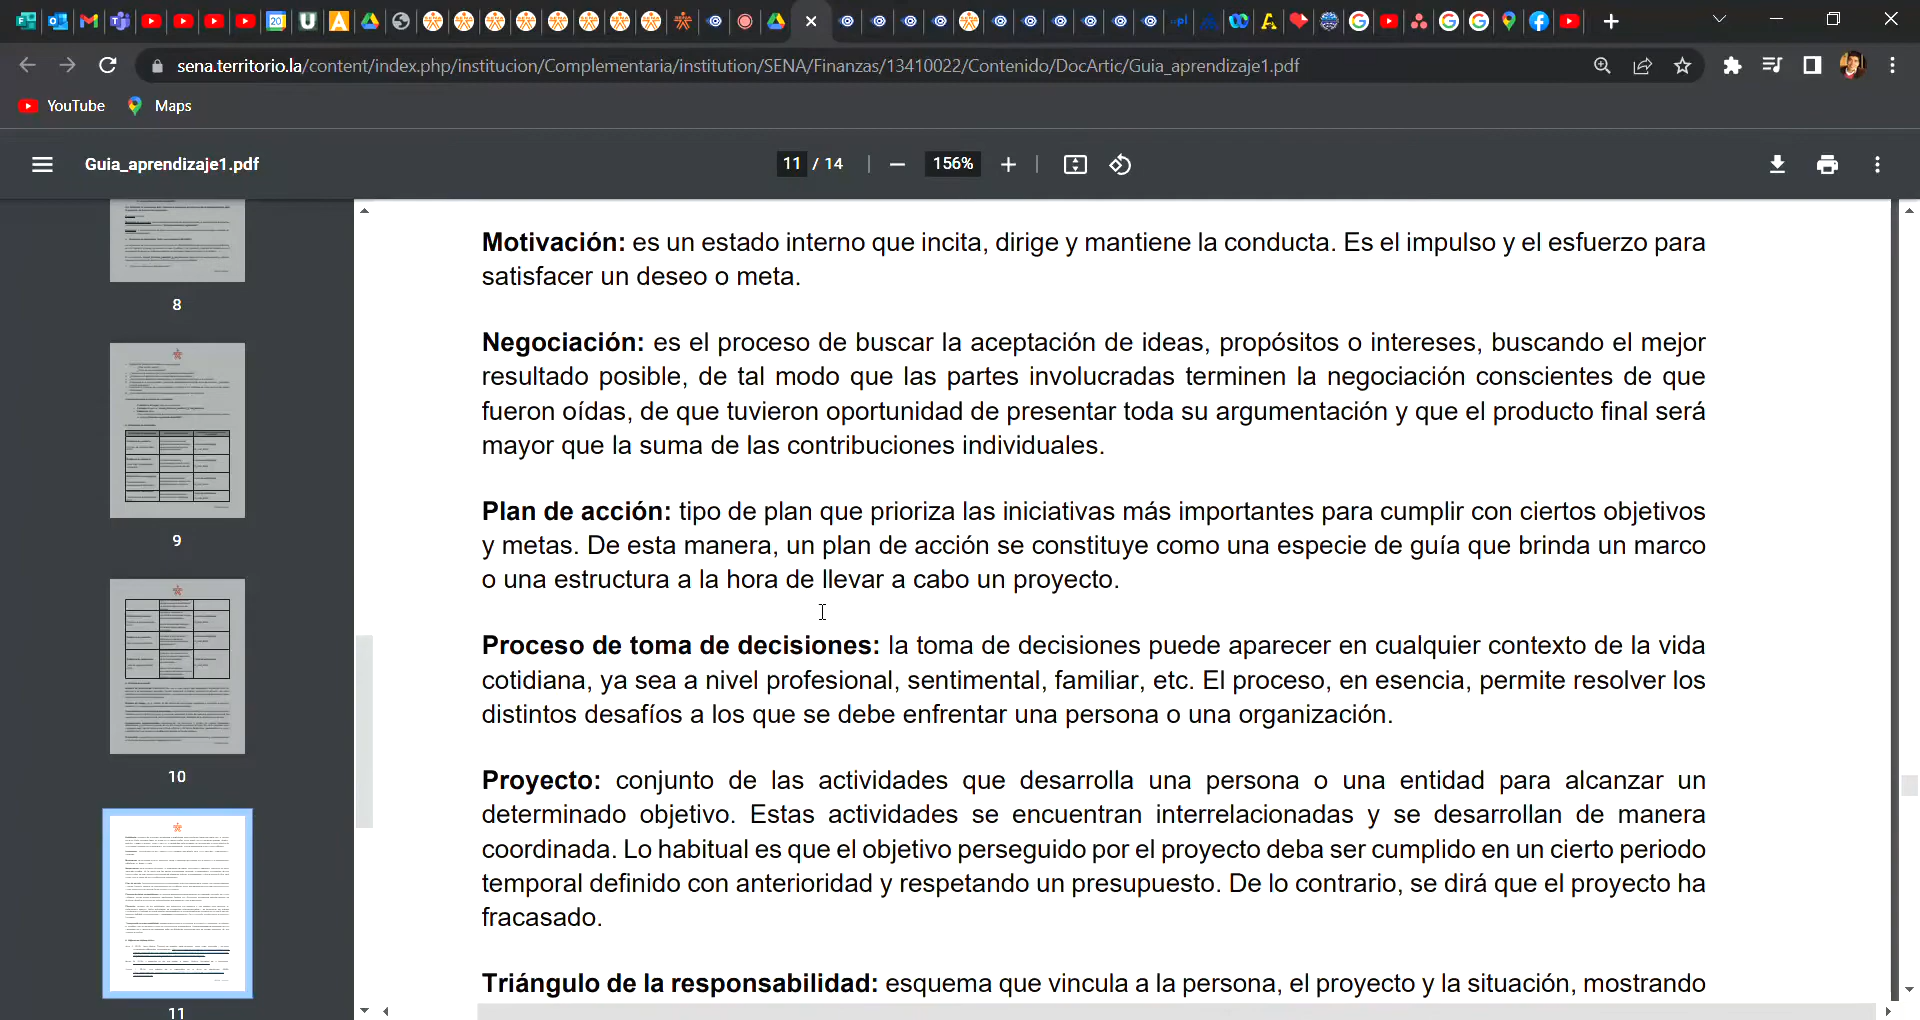 sena.territorio.la/content/index.php/institucion/Complementaria/institution/SENA/Finanzas/13410022/Contenido/DocArtic/Guia_aprendizaje1.pdf
YouTube Maps
Guia_aprendizaje1.pdf 11 / 14 156%
Motivación: es un estado interno que incita, dirige y mantiene la conducta. Es el impulso y el esfuerzo para
satisfacer un deseo o meta.
Negociación: es el proceso de buscar la aceptación de ideas, propósitos o intereses, buscando el mejor
resultado posible, de tal modo que las partes involucradas terminen la negociación conscientes de que
fueron oídas, de que tuvieron oportunidad de presentar toda su argumentación y que el producto final será
mayor que la suma de las contribuciones individuales.
Plan de acción: tipo de plan que prioriza las iniciativas más importantes para cumplir con ciertos objetivos
y metas. De esta manera, un plan de acción se constituye como una especie de guía que brinda un marco
o una estructura a la hora de llevar a cabo un proyecto.
Proceso de toma de decisiones: la toma de decisiones puede aparecer en cualquier contexto de la vida
cotidiana, ya sea a nivel profesional, sentimental, familiar, etc. El proceso, en esencia, permite resolver los
distintos desafíos a los que se debe enfrentar una persona o una organización.
Proyecto: conjunto de las actividades que desarrolla una persona o una entidad para alcanzar un
determinado objetivo. Estas actividades se encuentran interrelacionadas y se desarrollan de manera
coordinada. Lo habitual es que el objetivo perseguido por el proyecto deba ser cumplido en un cierto periodo
temporal definido con anterioridad y respetando un presupuesto. De lo contrario, se dirá que el proyecto ha
fracasado.
Triángulo de la responsabilidad: esquema que vincula a la persona, el proyecto y la situación, mostrando
8
9
10
11